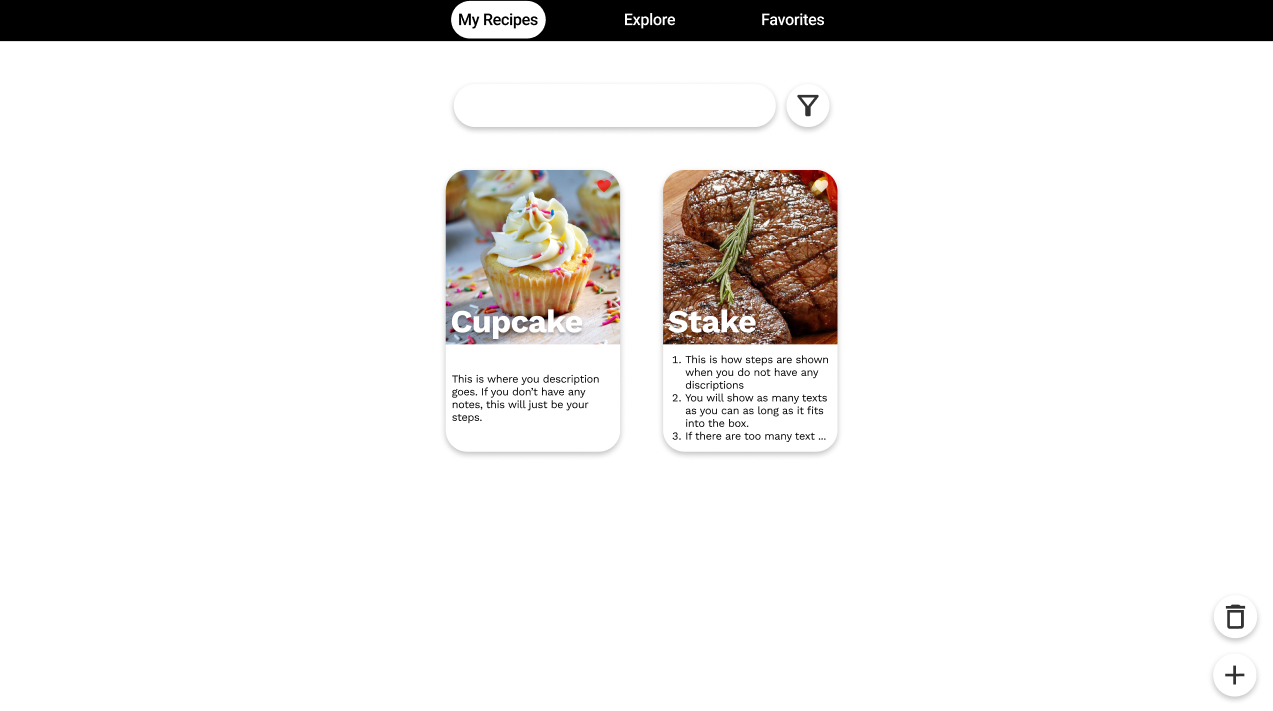 My Recipes
Explore
Favorites
Cupcake
Stake
This is where you description
goes. If you don't have any
notes, this will just be your
steps.
1. This is how steps are shown
when you do not have any
discriptions
2. You will show as many texts
as you can as long as it fits
into the box.
3. If there are too many text ...